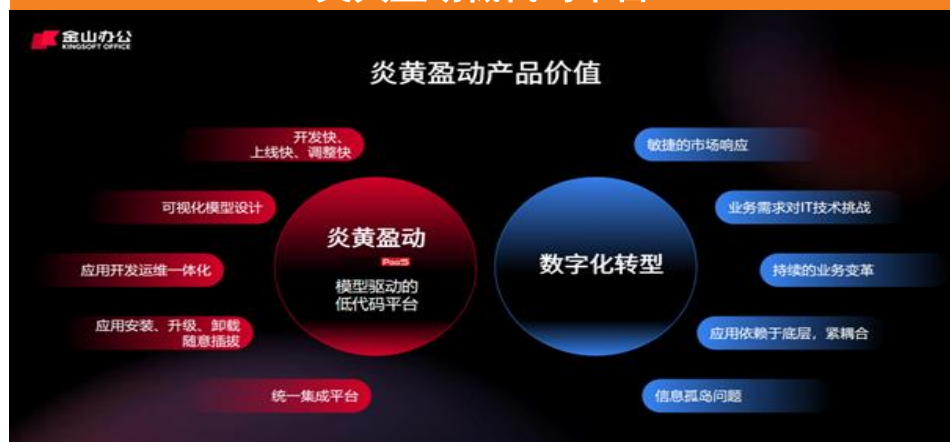 金山办公
KINGSOFT OFFICE
炎黄盈动产品价值
开发快、
上线快、调整快
可视化模型设计
应用开发运维一体化
应用安装、升级、卸载
随意插拔
统一集成平台
炎黄盈动
PaaS
模型驱动的
低代码平台
数字化转型
敏捷的市场响应
业务需求对IT技术挑战
持续的业务变革
应用依赖于底层，紧耦合
信息孤岛问题